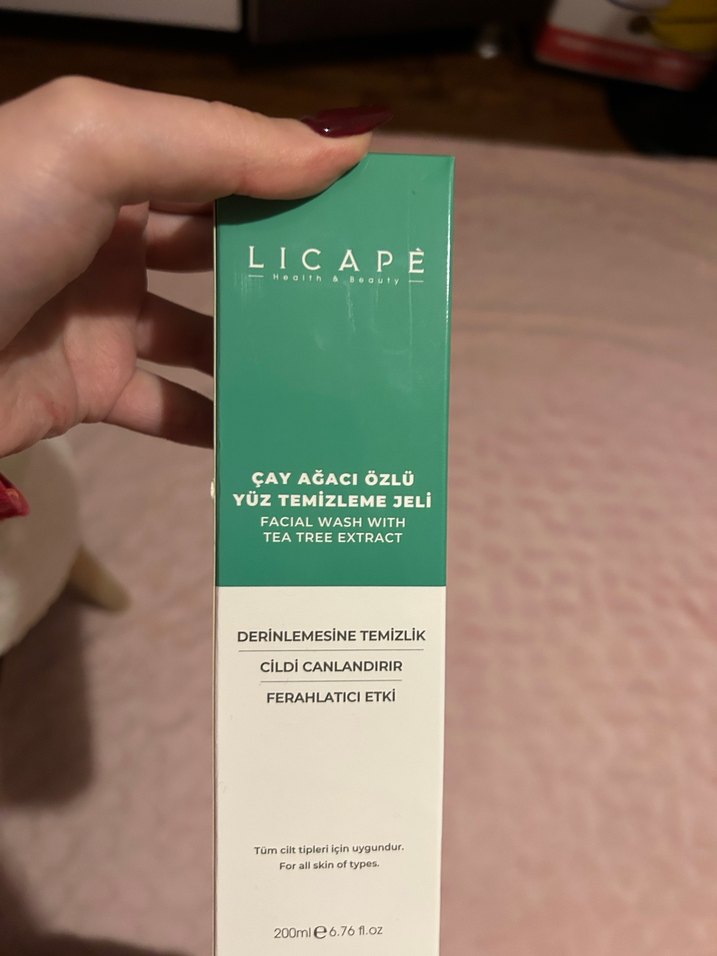 LICAPÈ
Health & Beauty
ÇAY AĞACI ÖZLÜ
YÜZ TEMİZLEME JELİ
FACIAL WASH WITH
TEA TREE EXTRACT
DERİNLEMESİNE TEMİZLİK
CİLDİ CANLANDIRIR
FERAHLATICI ETKİ
Tüm cilt tipleri için uygundur.
For all skin of types.
200ml ℮ 6.76 fl.oz